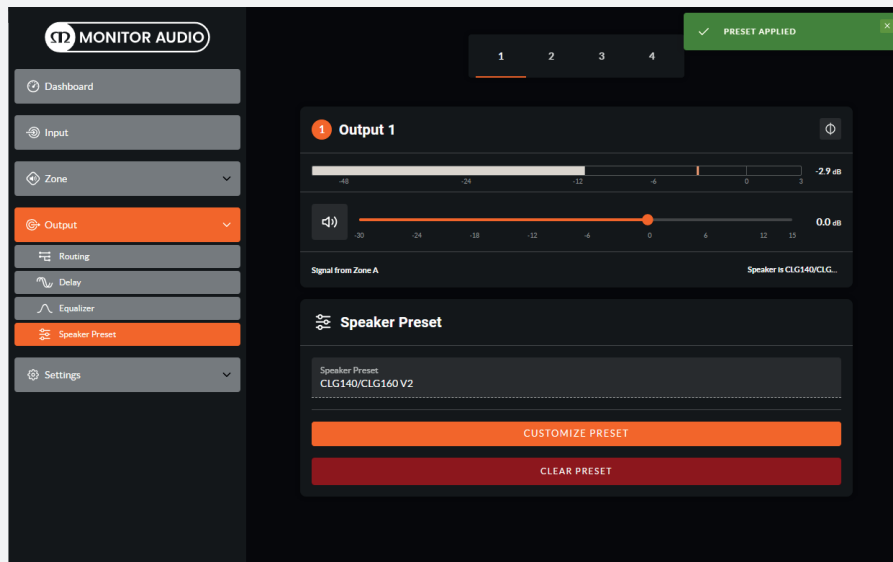 MONITOR AUDIO
Dashboard
Input
Zone
Output
Routing
Delay
Equalizer
Speaker Preset
Settings
1 2 3 4
PRESET APPLIED
1 Output 1
-2.9 dB
-48 -24 -12 -6 0 3
0.0 dB
-30 -24 -18 -12 -6 0 6 12 15
Signal from Zone A Speaker is CLG140/CLG...
Speaker Preset
Speaker Preset
CLG140/CLG160 V2
CUSTOMIZE PRESET
CLEAR PRESET